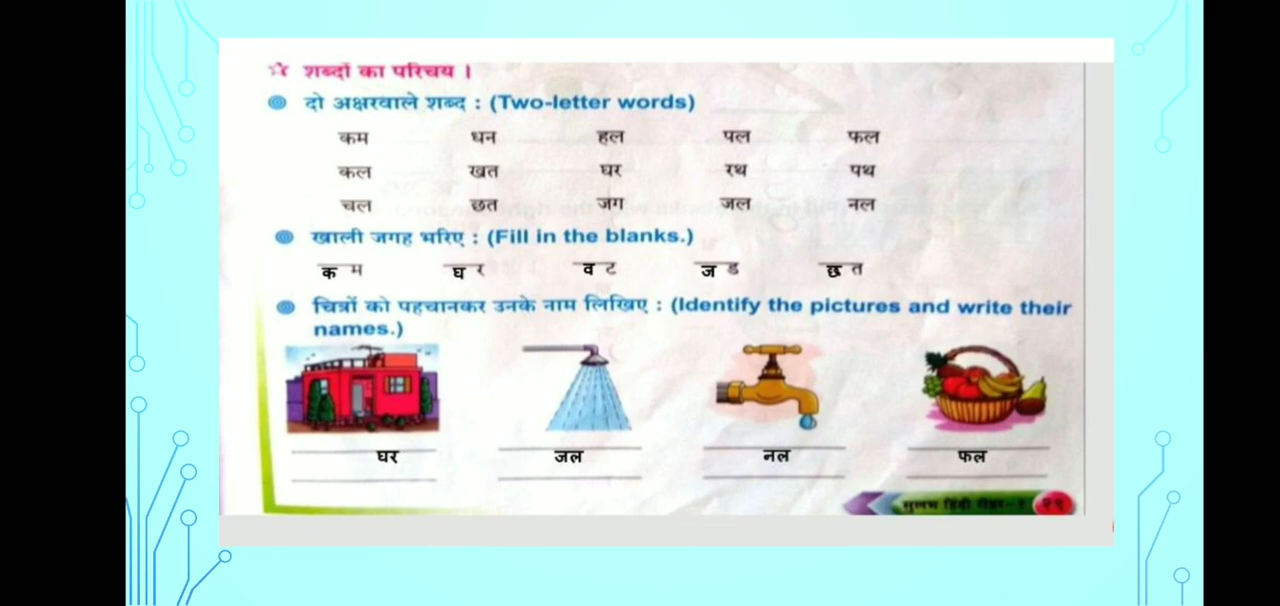 शब्दों का परिचय ।
दो अक्षरवाले शब्द : (Two-letter words)
कम धन हल पल फल
कल खत घर रथ पथ
चल छत जग जल नल
खाली जगह भरिए : (Fill in the blanks.)
क म घ र व ट ज ड छ त
चित्रों को पहचानकर उनके नाम लिखिए : (Identify the pictures and write their
names.)
घर जल नल फल
सुलभ हिंदी